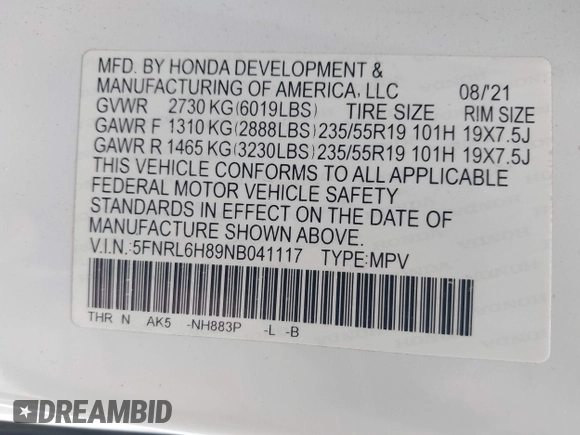 MFD. BY HONDA DEVELOPMENT &
MANUFACTURING OF AMERICA, LLC 08/'21
GVWR 2730 KG (6019LBS) TIRE SIZE RIM SIZE
GAWR F 1310 KG (2888LBS) 235/55R19 101H 19X7.5J
GAWR R 1465 KG (3230LBS) 235/55R19 101H 19X7.5J
THIS VEHICLE CONFORMS TO ALL APPLICABLE
FEDERAL MOTOR VEHICLE SAFETY
STANDARDS IN EFFECT ON THE DATE OF
MANUFACTURE SHOWN ABOVE.
V.I.N.:5FNRL6H89NB041117 TYPE:MPV
THR N AK5 -NH883P -L -B
DREAMBID